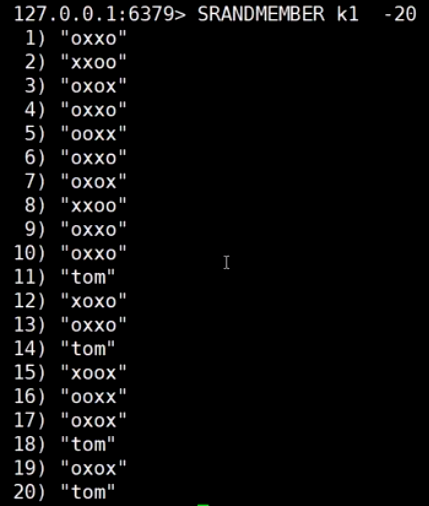 127.0.0.1:6379> SRANDMEMBER k1  -20
 1) "oxxo"
 2) "xxoo"
 3) "oxox"
 4) "oxxo"
 5) "ooxx"
 6) "oxxo"
 7) "oxox"
 8) "xxoo"
 9) "oxxo"
10) "oxxo"
11) "tom"
12) "xoxo"
13) "oxxo"
14) "tom"
15) "xoox"
16) "ooxx"
17) "oxox"
18) "tom"
19) "oxox"
20) "tom"